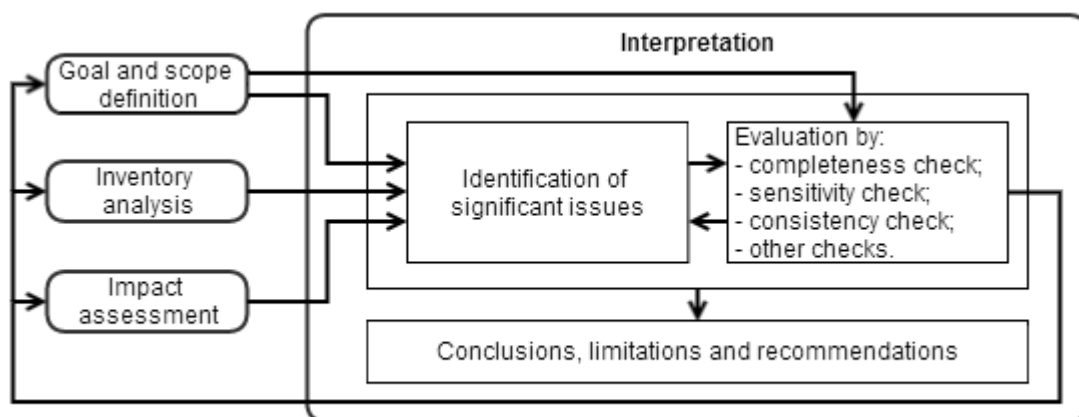 Interpretation
Goal and scope
definition
Inventory
analysis
Impact
assessment
Identification of
significant issues
Evaluation by:
- completeness check;
- sensitivity check;
- consistency check;
- other checks.
Conclusions, limitations and recommendations